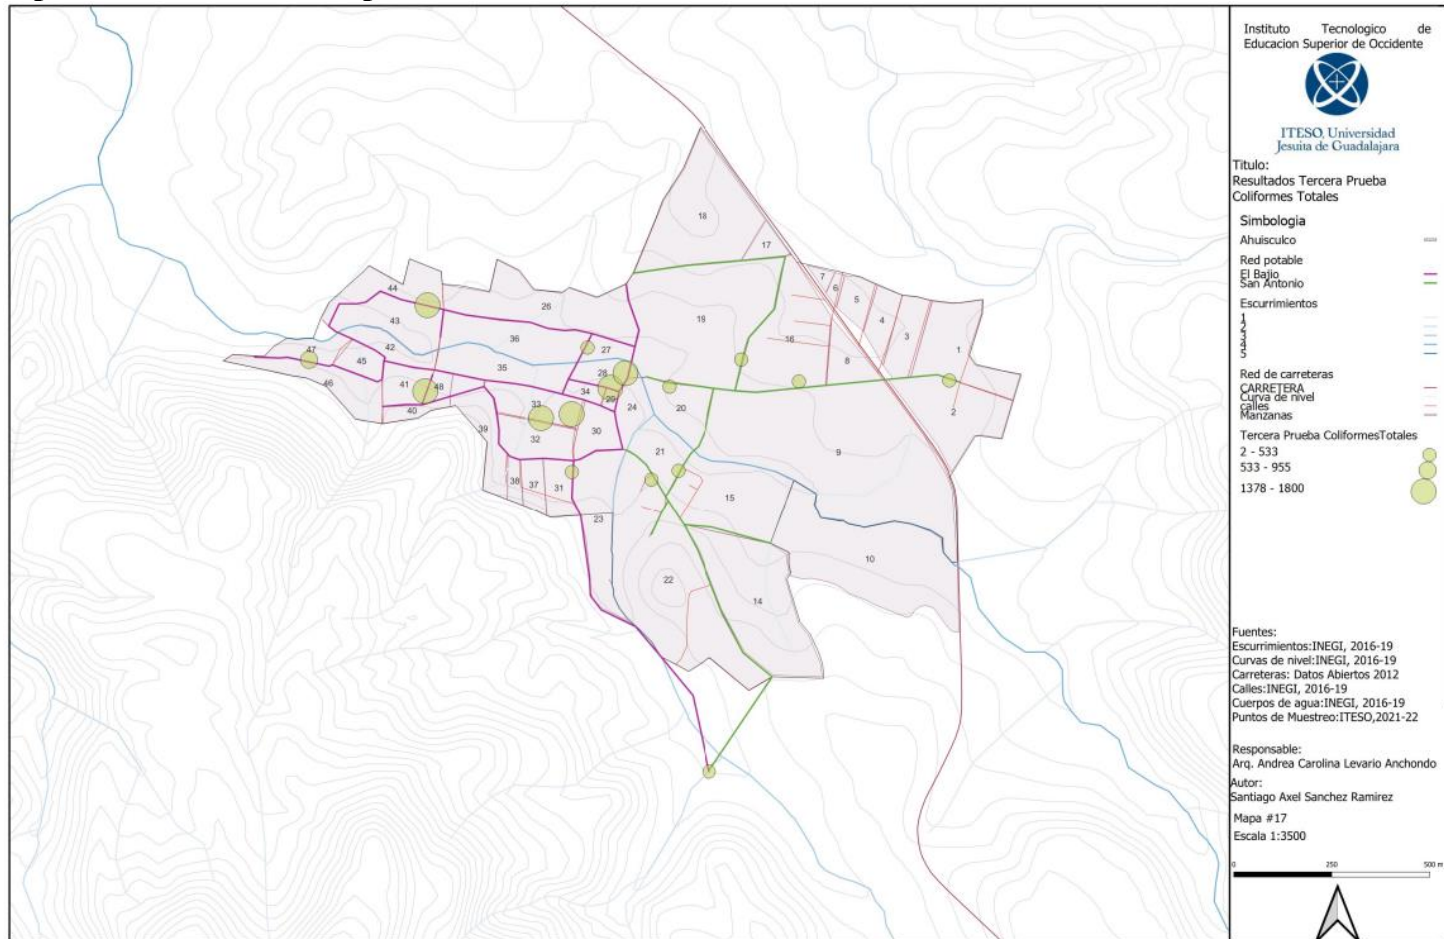 Instituto Tecnologico de
Educacion Superior de Occidente
ITESO, Universidad
Jesuita de Guadalajara
Titulo:
Resultados Tercera Prueba
Coliformes Totales
Simbologia
Ahuisculco
Red potable
El Bajio
San Antonio
Escurrimientos
1
2
3
4
5
Red de carreteras
CARRETERA
Curva de nivel
calles
Manzanas
Tercera Prueba ColiformesTotales
2 - 533
533 - 955
1378 - 1800
Fuentes:
Escurrimientos:INEGI, 2016-19
Curvas de nivel:INEGI, 2016-19
Carreteras: Datos Abiertos 2012
Calles:INEGI, 2016-19
Cuerpos de agua:INEGI, 2016-19
Puntos de Muestreo:ITESO,2021-22
Responsable:
Arq. Andrea Carolina Levario Anchondo
Autor:
Santiago Axel Sanchez Ramirez
Mapa #17
Escala 1:3500
0 250 500 m
18
17
7
6
5
4
3
1
44
26
43
19
16
36
27
42
47
45
35
28
8
46
41
48
34
29
2
40
33
24
20
39
32
30
21
9
38
37
31
15
23
10
22
14